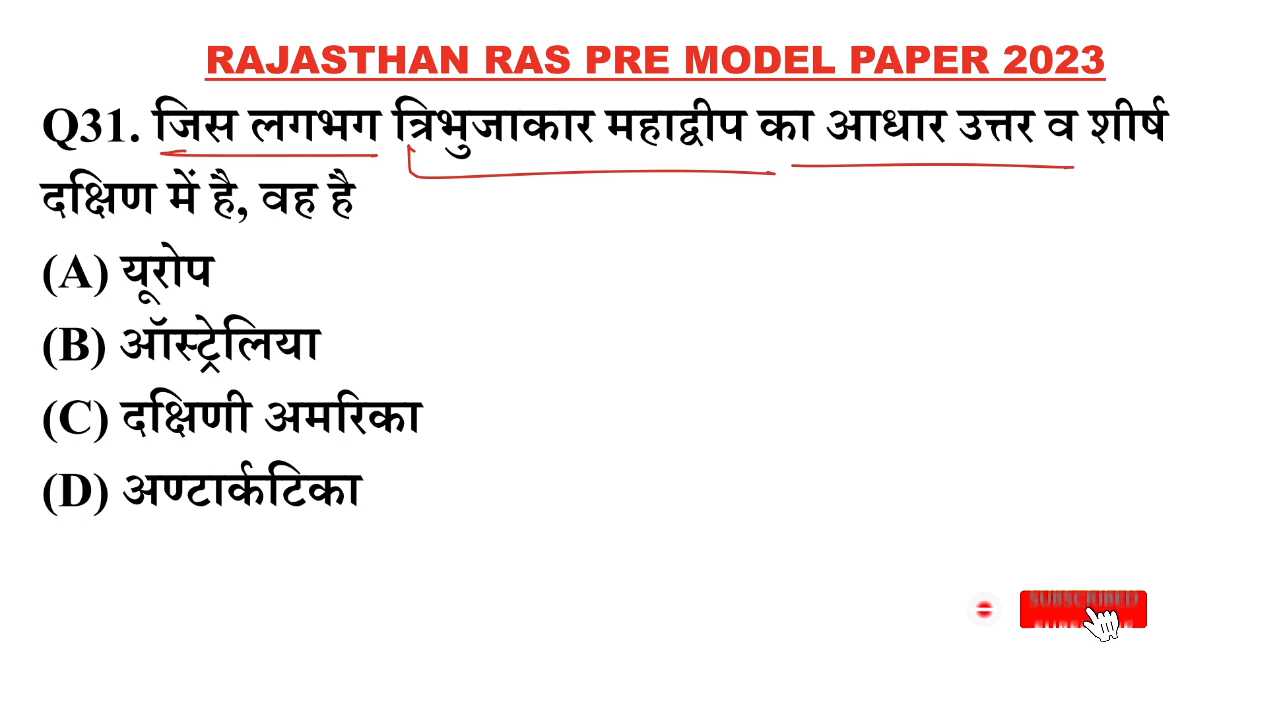 RAJASTHAN RAS PRE MODEL PAPER 2023
Q31. जिस लगभग त्रिभुजाकार महाद्वीप का आधार उत्तर व शीर्ष
दक्षिण में है, वह है
(A) यूरोप
(B) ऑस्ट्रेलिया
(C) दक्षिणी अमरिका
(D) अण्टार्कटिका
SUBSCRIBED